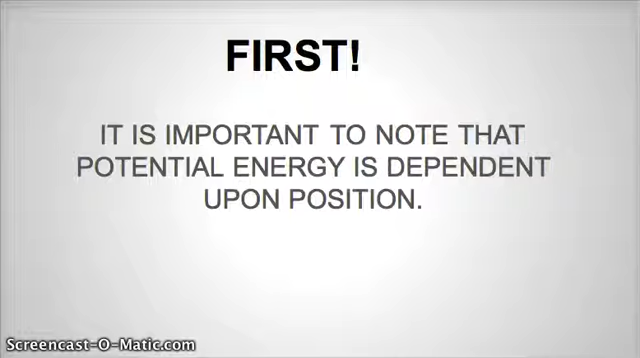 FIRST!
IT IS IMPORTANT TO NOTE THAT
POTENTIAL ENERGY IS DEPENDENT
UPON POSITION.
Screencast-O-Matic.com